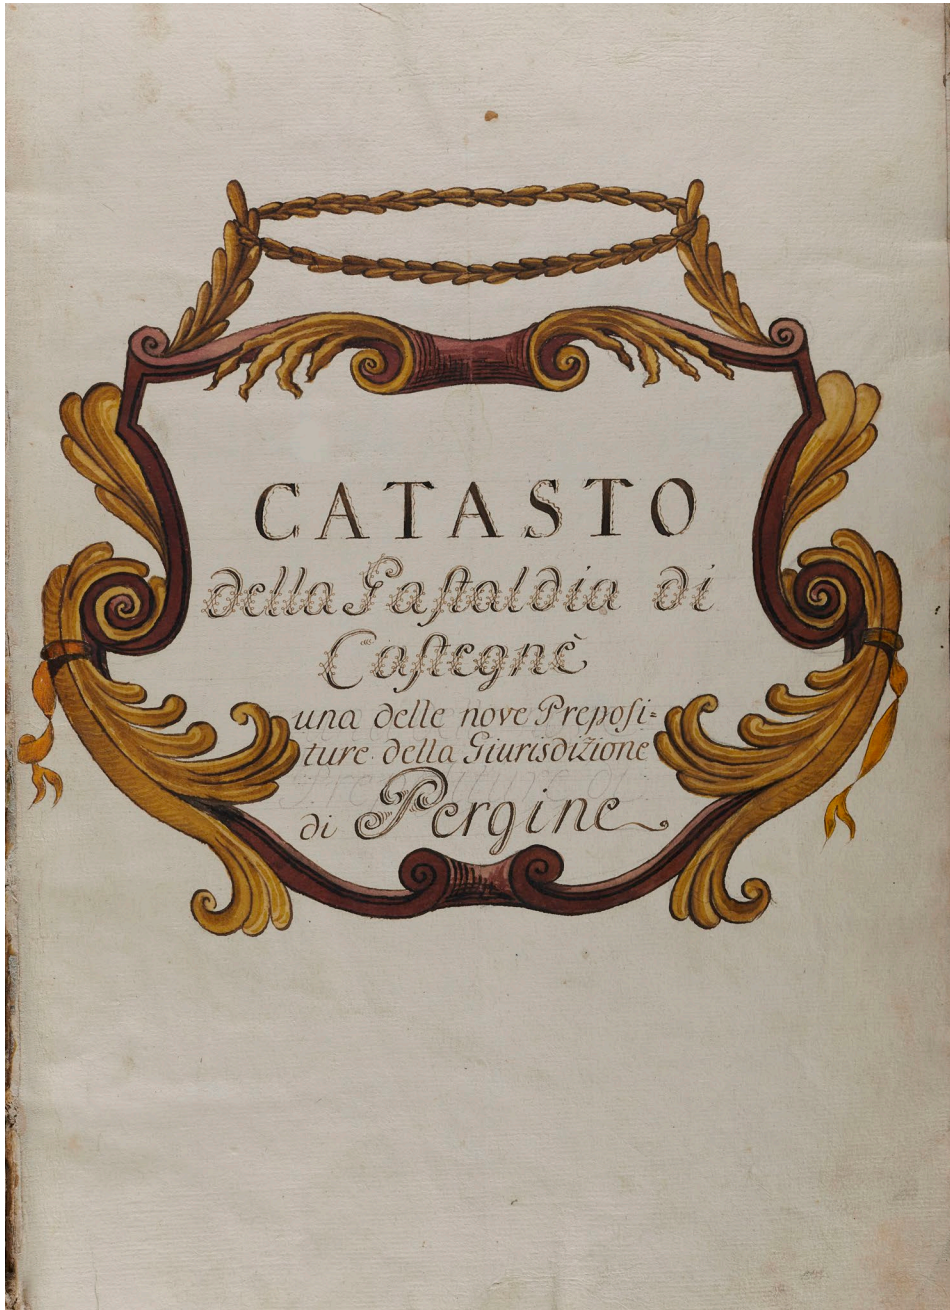 CATASTO
della Gastaldia di
Castegnè
una delle nove Preposi=
ture della Giurisdizione
di Pergine